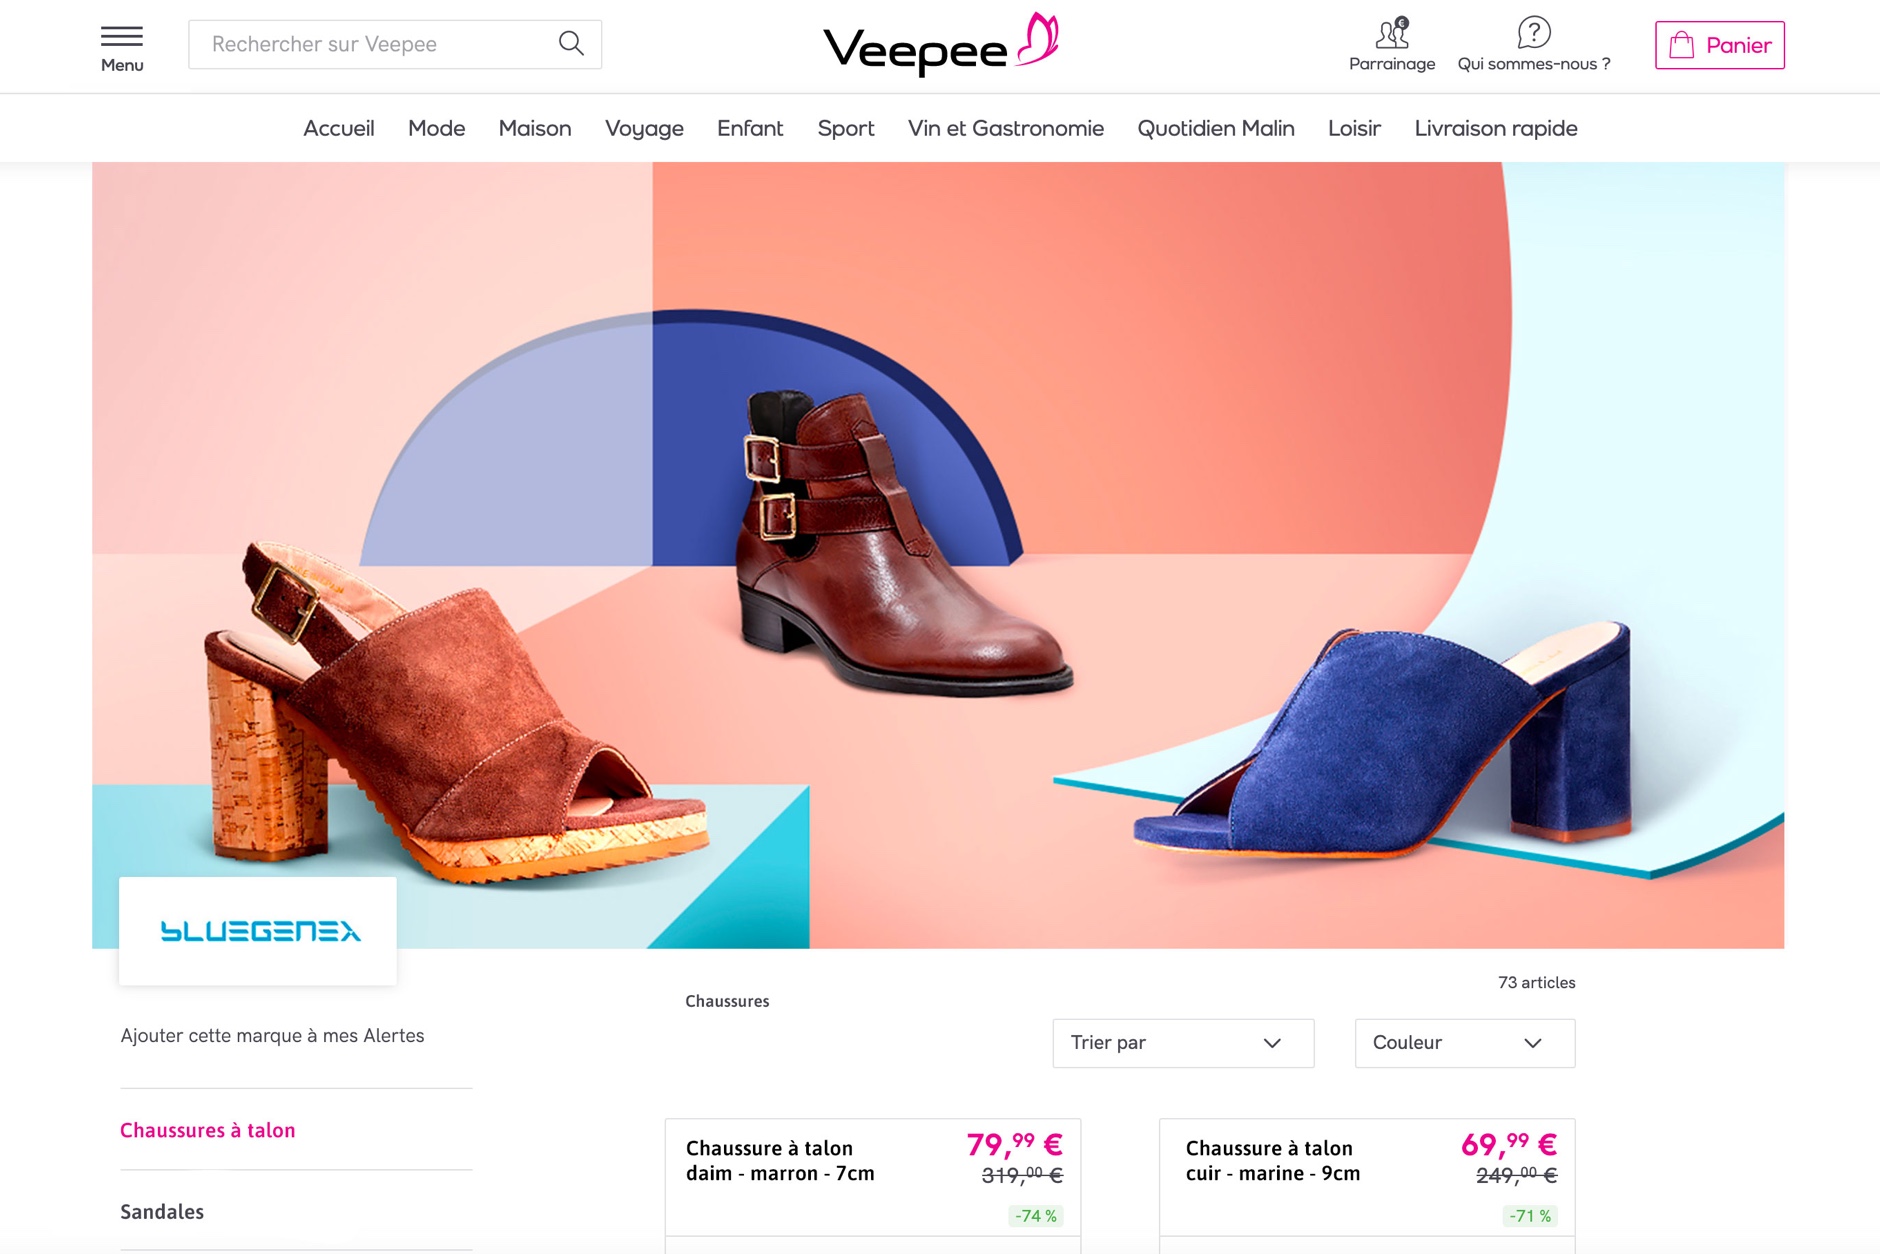 Menu
Rechercher sur Veepee
Veepee
€
Parrainage
?
Qui sommes-nous ?
Panier
Accueil
Mode
Maison
Voyage
Enfant
Sport
Vin et Gastronomie
Quotidien Malin
Loisir
Livraison rapide
BLUEGENEX
Ajouter cette marque à mes Alertes
Chaussures à talon
Sandales
Chaussures
73 articles
Trier par
Couleur
Chaussure à talon
daim - marron - 7cm
79,99 €
319,00 €
-74 %
Chaussure à talon
cuir - marine - 9cm
69,99 €
249,00 €
-71 %